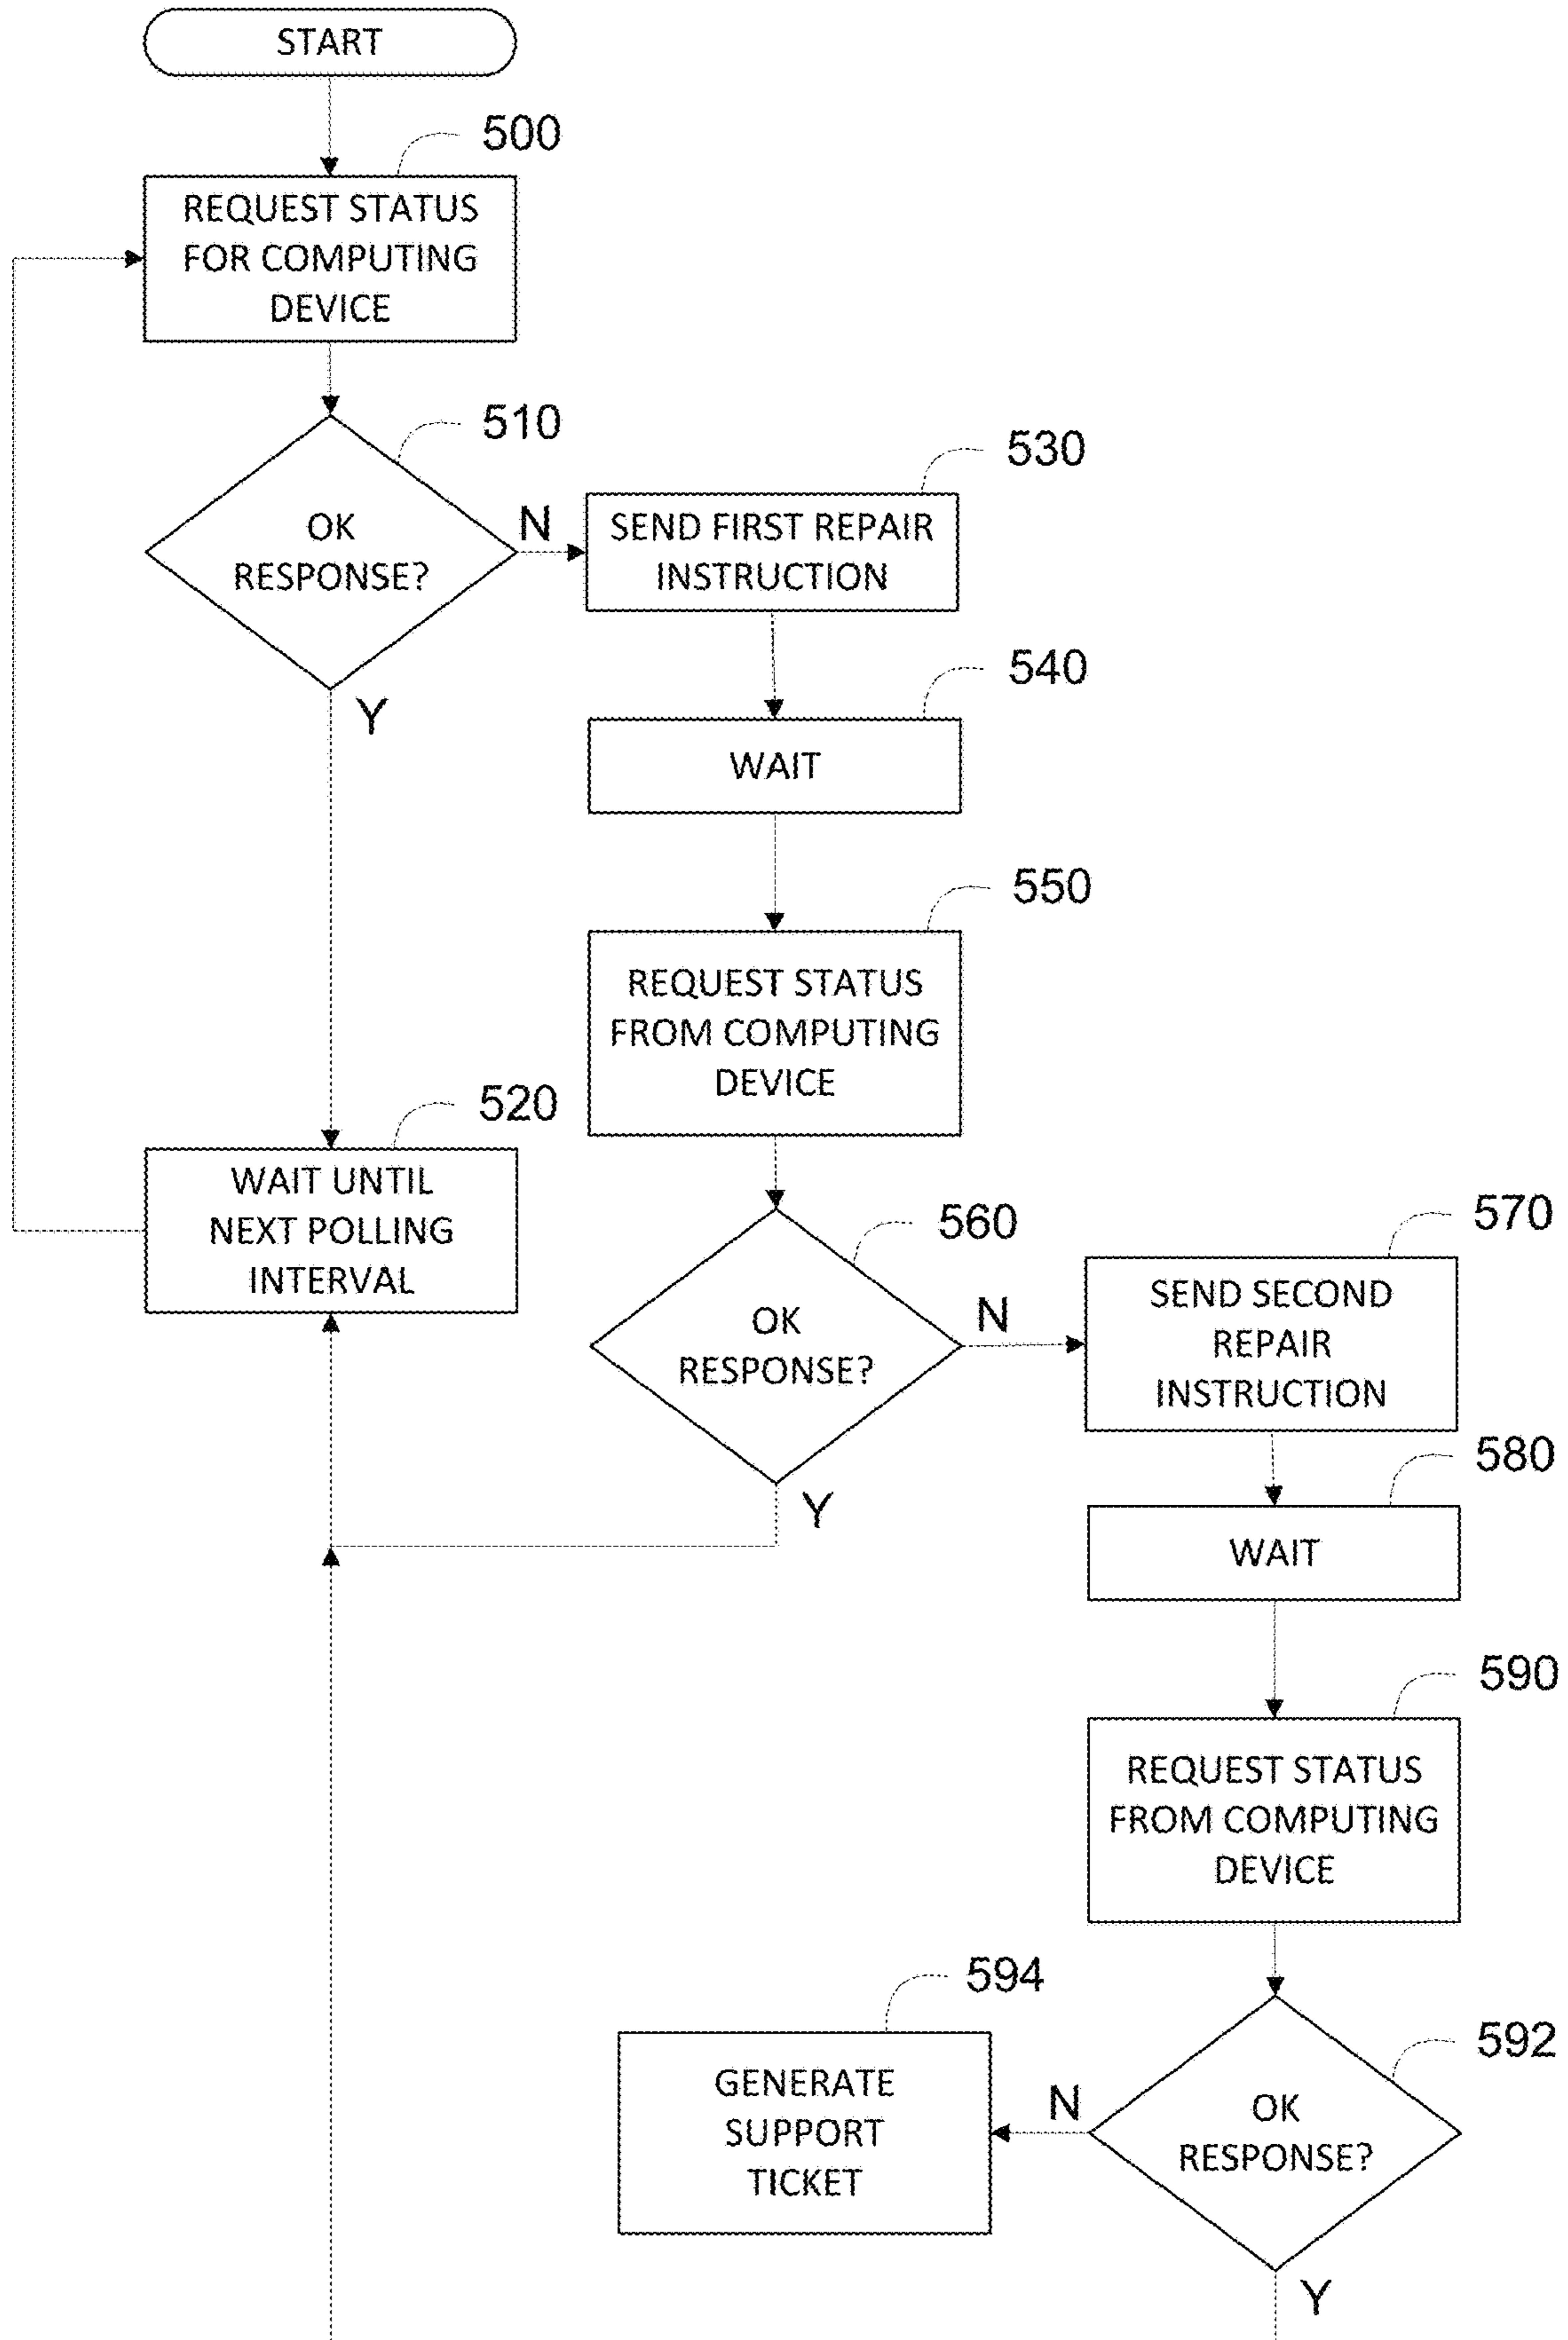 START
500
REQUEST STATUS
FOR COMPUTING
DEVICE
510
OK
RESPONSE?
N
Y
530
SEND FIRST REPAIR
INSTRUCTION
540
WAIT
550
REQUEST STATUS
FROM COMPUTING
DEVICE
520
WAIT UNTIL
NEXT POLLING
INTERVAL
560
OK
RESPONSE?
N
Y
570
SEND SECOND
REPAIR
INSTRUCTION
580
WAIT
590
REQUEST STATUS
FROM COMPUTING
DEVICE
592
OK
RESPONSE?
N
Y
594
GENERATE
SUPPORT
TICKET